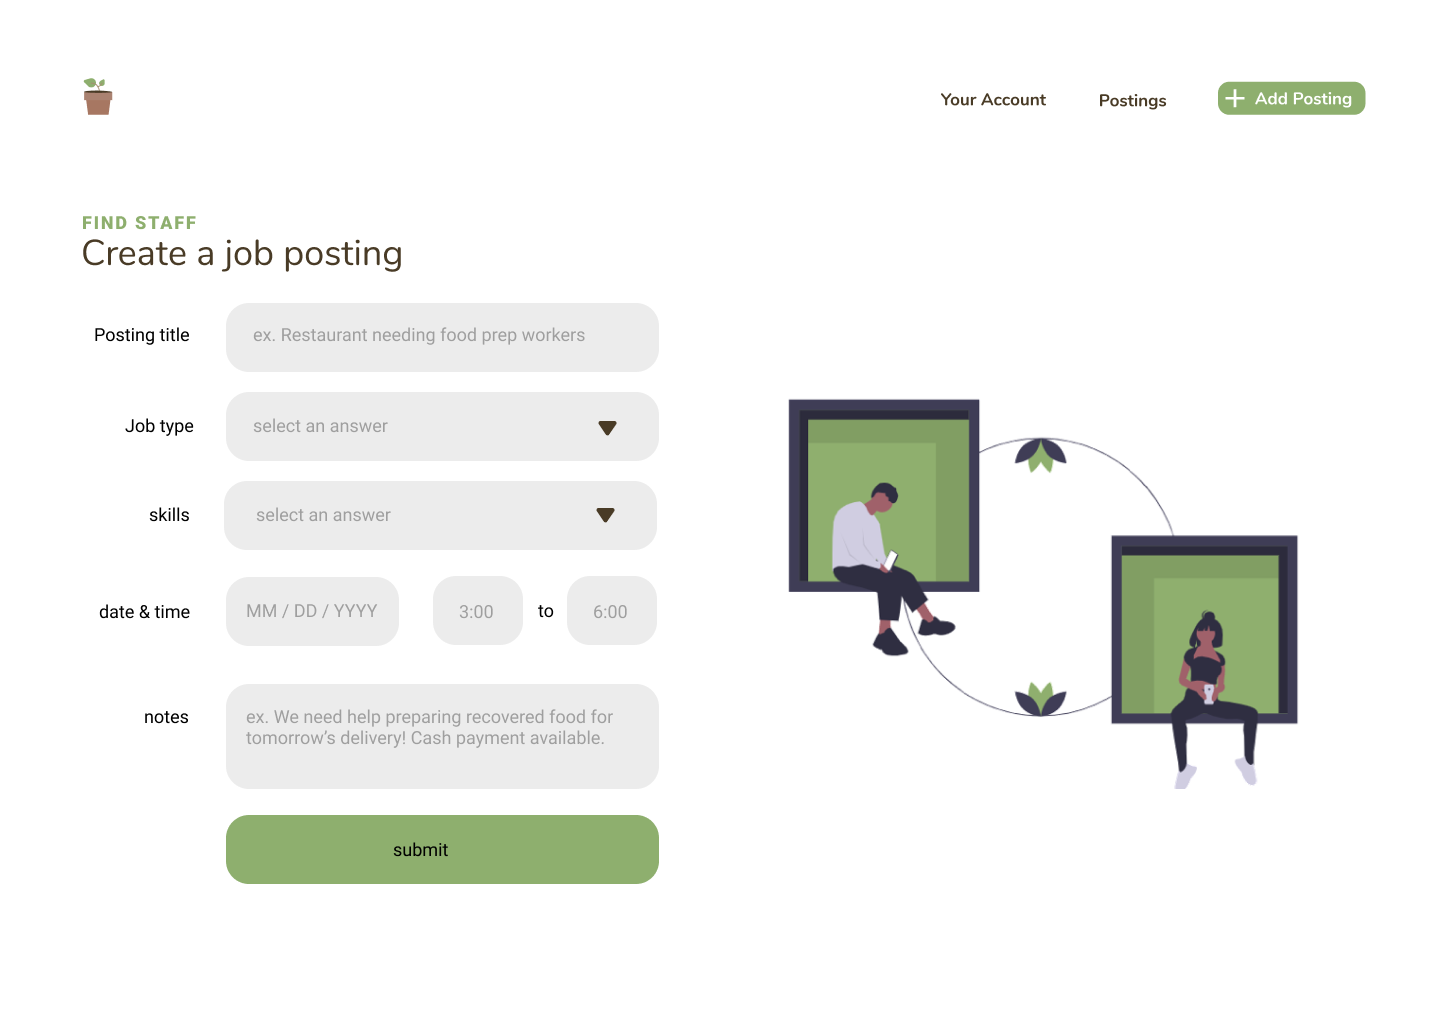 Your Account
Postings
Add Posting
FIND STAFF
Create a job posting
Posting title
ex. Restaurant needing food prep workers
Job type
select an answer
skills
select an answer
date & time
MM / DD / YYYY
3:00
to
6:00
notes
ex. We need help preparing recovered food for
tomorrow’s delivery! Cash payment available.
submit